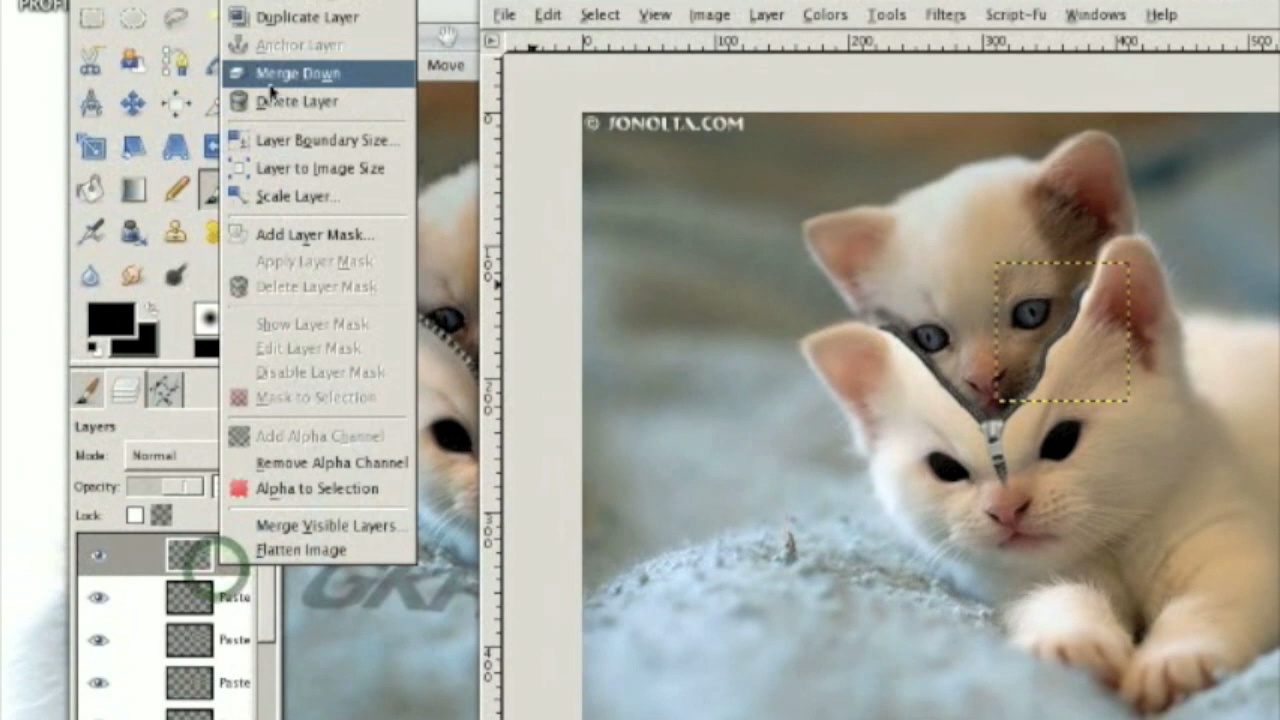 Duplicate Layer
Anchor Layer
Merge Down
Delete Layer
Layer Boundary Size...
Layer to Image Size
Scale Layer...
Add Layer Mask...
Apply Layer Mask
Delete Layer Mask
Show Layer Mask
Edit Layer Mask
Disable Layer Mask
Mask to Selection
Add Alpha Channel
Remove Alpha Channel
Alpha to Selection
Merge Visible Layers...
Flatten Image
Move
File Edit Select View Image Layer Colors Tools Filters Script-fu Windows Help
0 100 200 300 400 500
© JONOLTA.COM
Layers
Mode: Normal
Opacity:
Lock:
Paste
Paste
Paste